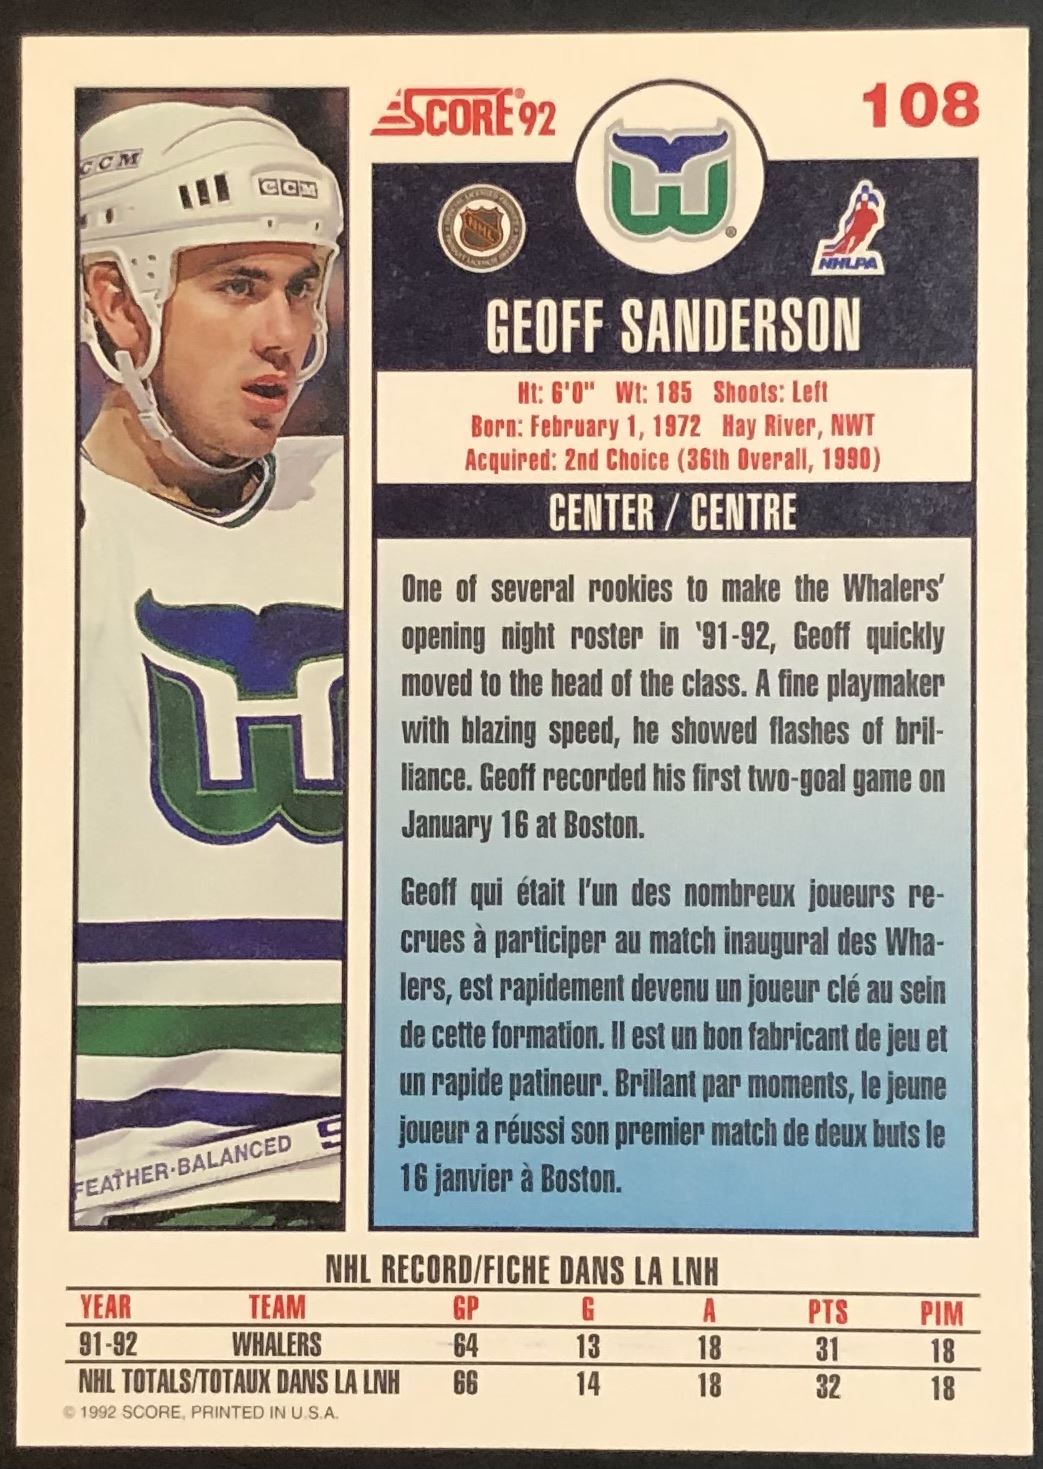 SCORE® 92
108
CCM
CCM
NHL
®
NHLPA
GEOFF SANDERSON
Ht: 6'0" Wt: 185 Shoots: Left
Born: February 1, 1972 Hay River, NWT
Acquired: 2nd Choice (36th Overall, 1990)
CENTER / CENTRE
One of several rookies to make the Whalers'
opening night roster in '91-92, Geoff quickly
moved to the head of the class. A fine playmaker
with blazing speed, he showed flashes of bril-
liance. Geoff recorded his first two-goal game on
January 16 at Boston.
Geoff qui était l'un des nombreux joueurs re-
crues à participer au match inaugural des Wha-
lers, est rapidement devenu un joueur clé au sein
de cette formation. Il est un bon fabricant de jeu et
un rapide patineur. Brillant par moments, le jeune
joueur a réussi son premier match de deux buts le
16 janvier à Boston.
FEATHER·BALANCED S
NHL RECORD/FICHE DANS LA LNH
YEAR TEAM GP G A PTS PIM
91-92 WHALERS 64 13 18 31 18
NHL TOTALS/TOTAUX DANS LA LNH 66 14 18 32 18
© 1992 SCORE, PRINTED IN U.S.A.